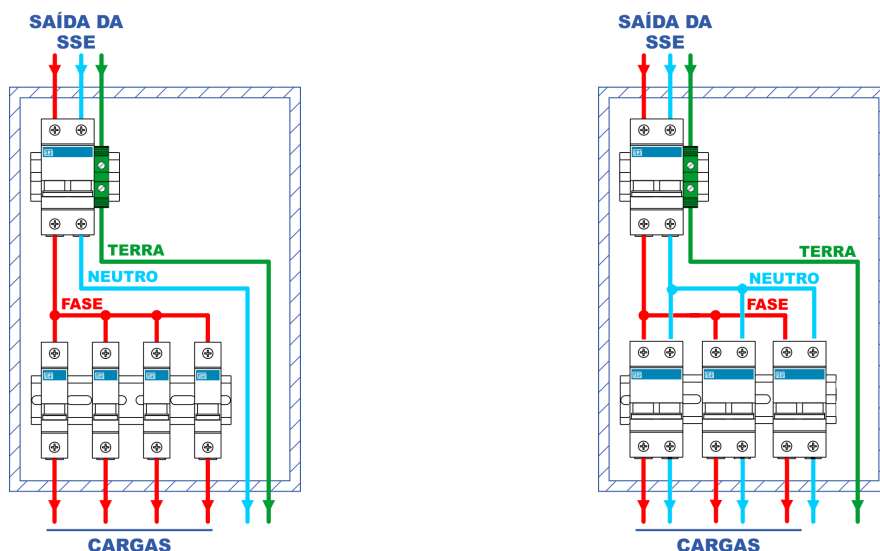 SAÍDA DA
SSE
TERRA
NEUTRO
FASE
CARGAS
SAÍDA DA
SSE
TERRA
NEUTRO
FASE
CARGAS